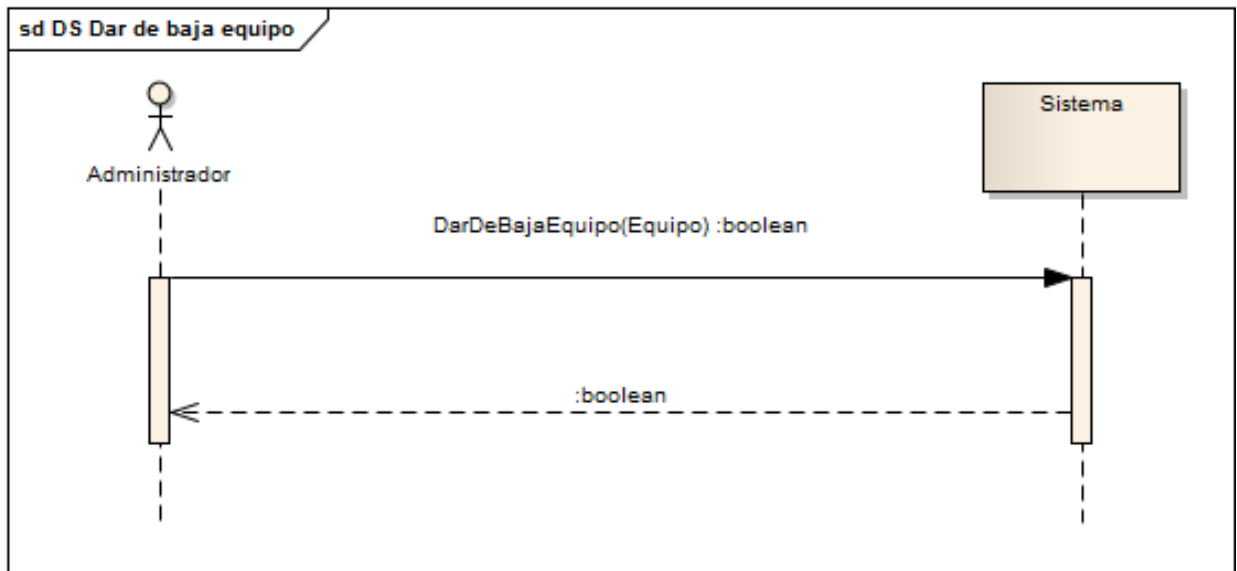 sd DS Dar de baja equipo
Administrador
Sistema
DarDeBajaEquipo(Equipo) :boolean
:boolean